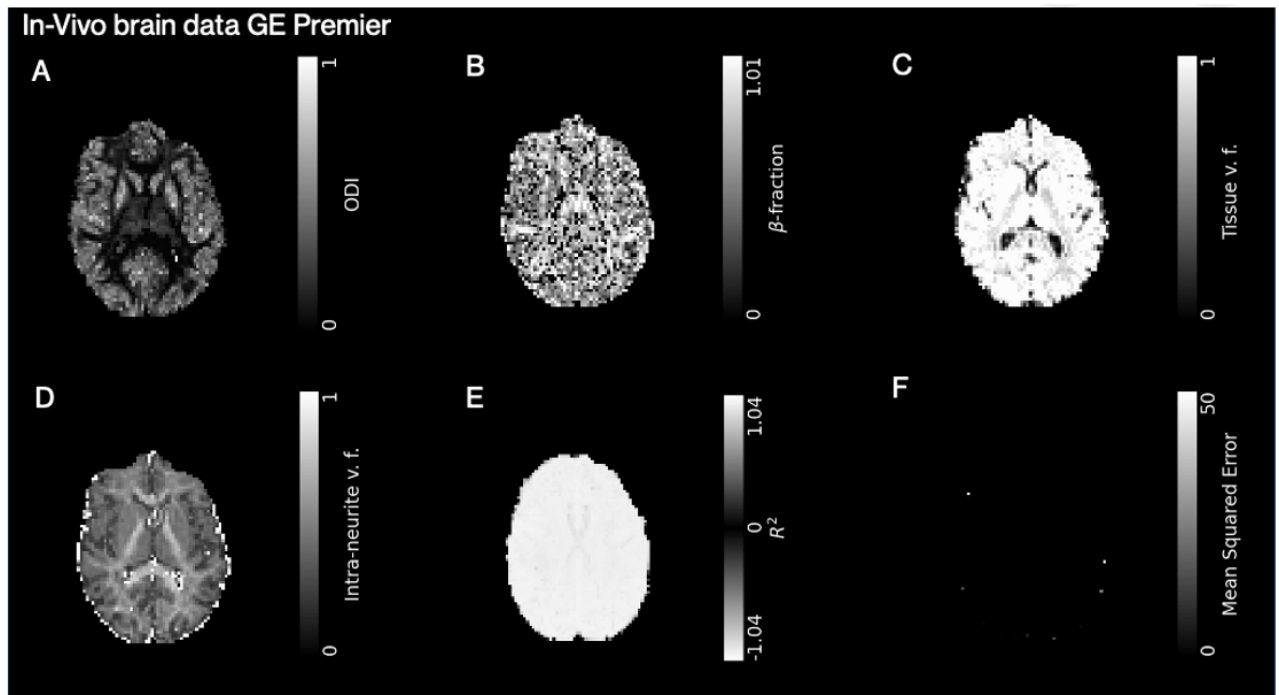 In-Vivo brain data GE Premier
A
1
ODI
0
B
1.01
β-fraction
0
C
1
Tissue v. f.
0
D
1
Intra-neurite v. f.
0
E
1.04
0
R²
-1.04
F
50
Mean Squared Error
0